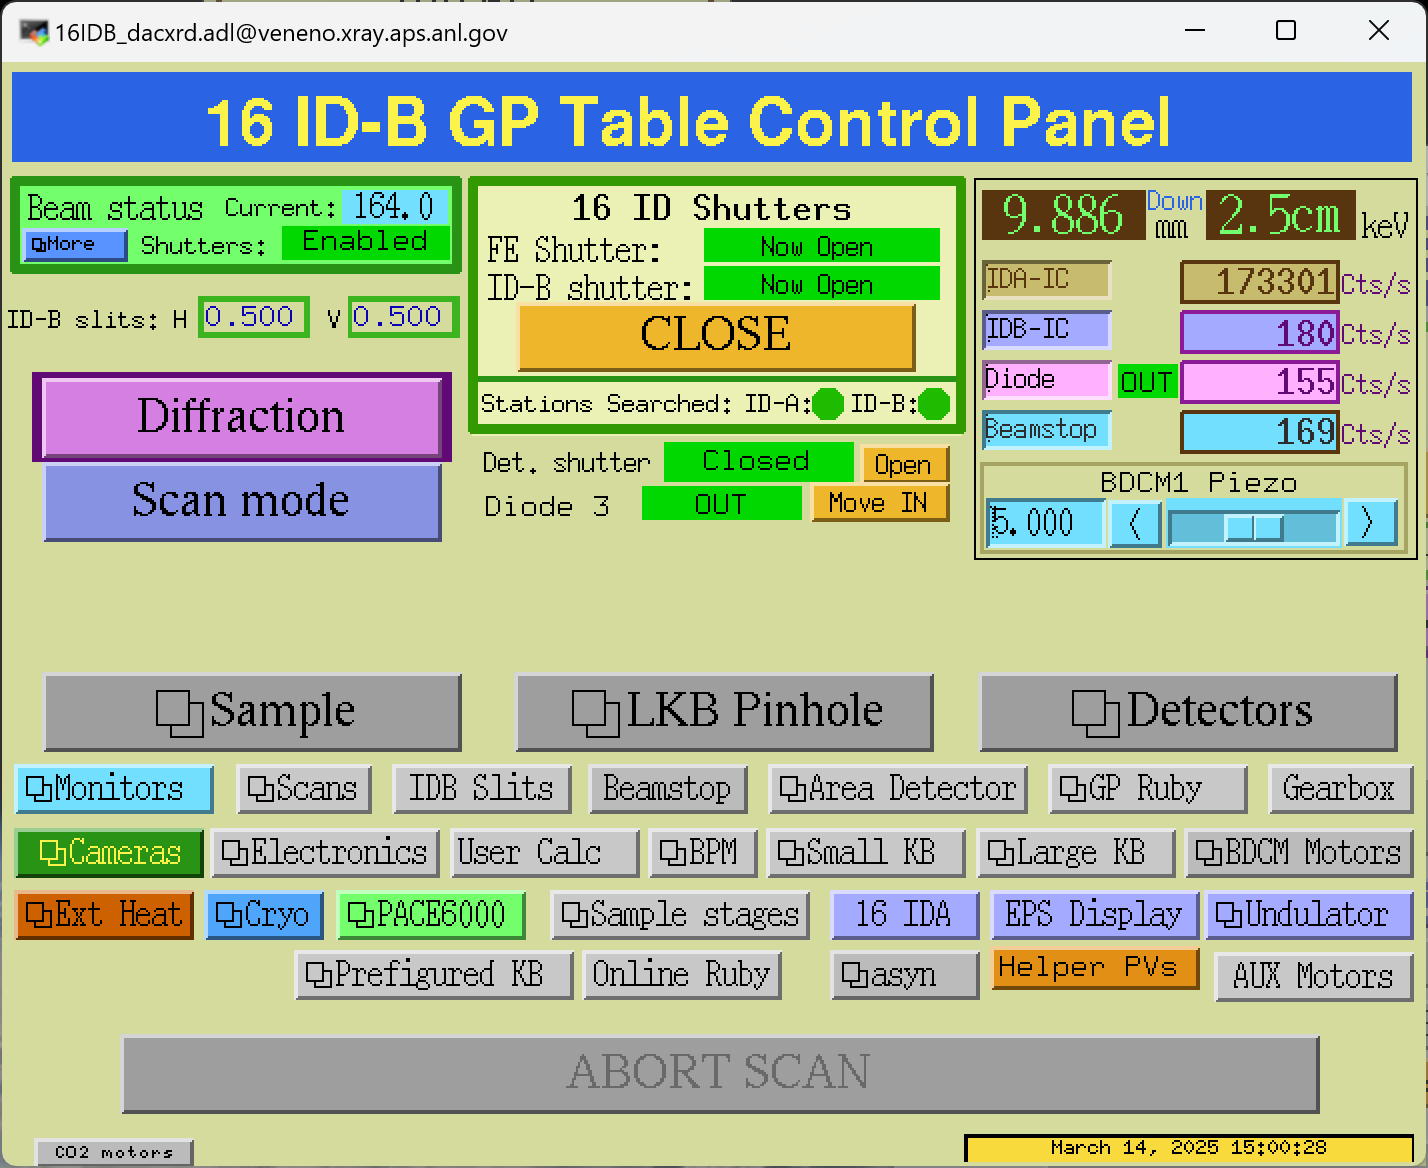 16IDB_dacxrd.adl@veneno.xray.aps.anl.gov
16 ID-B GP Table Control Panel
Beam status Current: 164.0
More Shutters: Enabled
ID-B slits: H 0.500 V 0.500
Diffraction
Scan mode
16 ID Shutters
FE Shutter: Now Open
ID-B shutter: Now Open
CLOSE
Stations Searched: ID-A: ID-B:
Det. shutter Closed Open
Diode 3 OUT Move IN
9.886 Down mm 2.5cm keV
IDA-IC 173301 Cts/s
IDB-IC 180 Cts/s
Diode OUT 155 Cts/s
Beamstop 169 Cts/s
BDCM1 Piezo
5.000 < >
Sample LKB Pinhole Detectors
Monitors Scans IDB Slits Beamstop Area Detector GP Ruby Gearbox
Cameras Electronics User Calc BPM Small KB Large KB BDCM Motors
Ext Heat Cryo PACE6000 Sample stages 16 IDA EPS Display Undulator
Prefigured KB Online Ruby asyn Helper PVs AUX Motors
ABORT SCAN
CO2 motors March 14, 2025 15:00:28